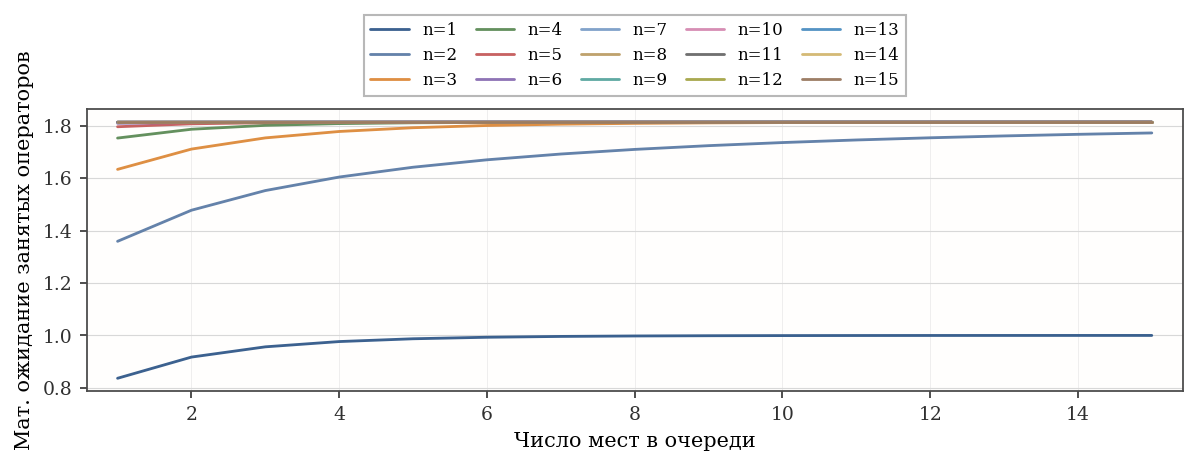 n=1 n=4 n=7 n=10 n=13
n=2 n=5 n=8 n=11 n=14
n=3 n=6 n=9 n=12 n=15
Мат. ожидание занятых операторов
1.8
1.6
1.4
1.2
1.0
0.8
2 4 6 8 10 12 14
Число мест в очереди